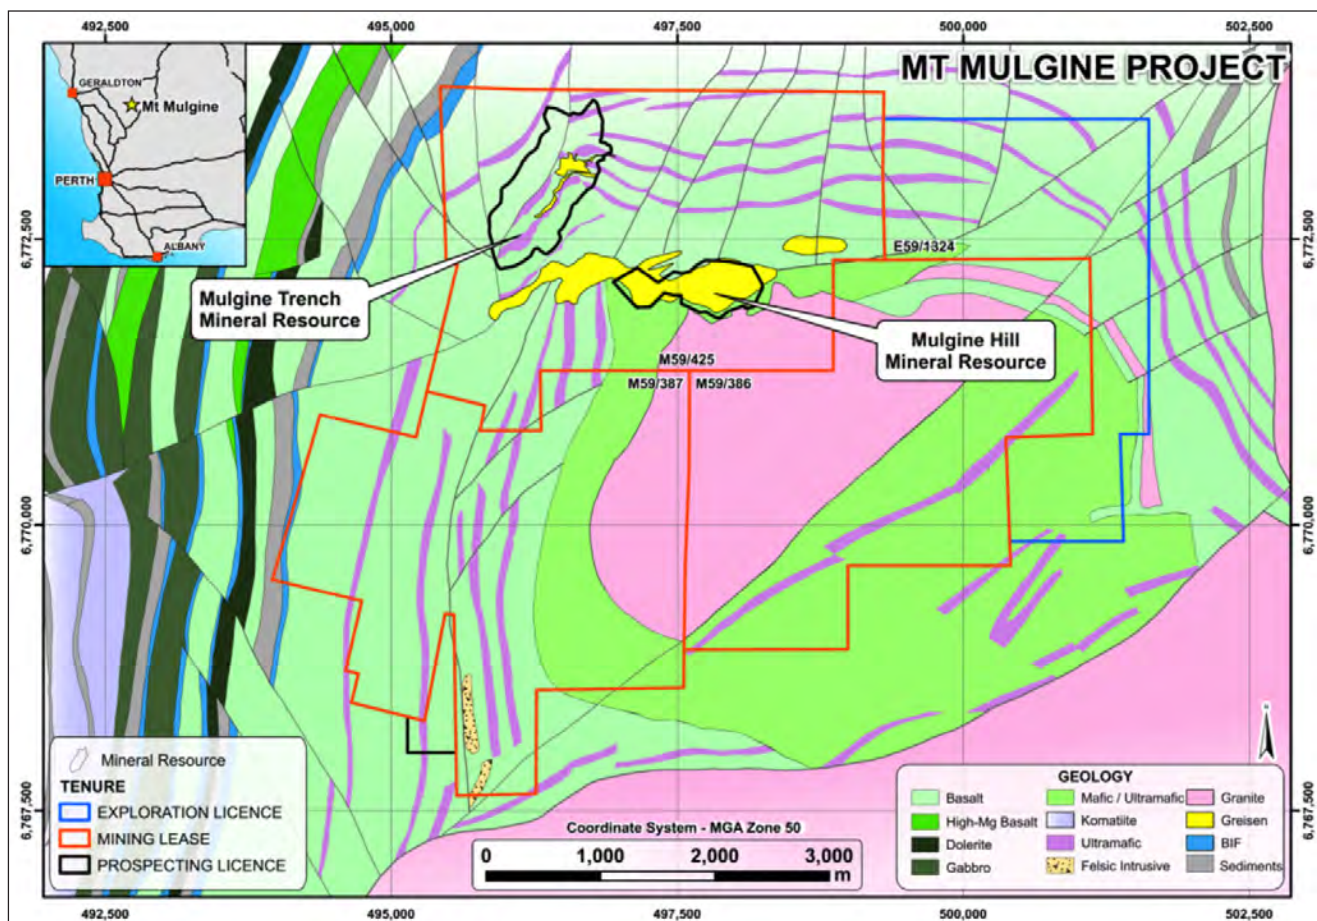 492,500 495,000 497,500 500,000 502,500
MT MULGINE PROJECT
GERALDTON
Mt Mulgine
PERTH
ALBANY
6,772,500
6,772,500
E59/1324
Mulgine Trench
Mineral Resource
Mulgine Hill
Mineral Resource
M59/425
M59/387 M59/386
6,770,000
6,770,000
N
Mineral Resource
TENURE
EXPLORATION LICENCE
MINING LEASE
PROSPECTING LICENCE
6,767,500
Coordinate System - MGA Zone 50
0 1,000 2,000 3,000
m
GEOLOGY
Basalt Mafic / Ultramafic Granite
High-Mg Basalt Komatiite Greisen
Dolerite Ultramafic BIF
Gabbro Felsic Intrusive Sediments
6,767,500
492,500 495,000 497,500 500,000 502,500